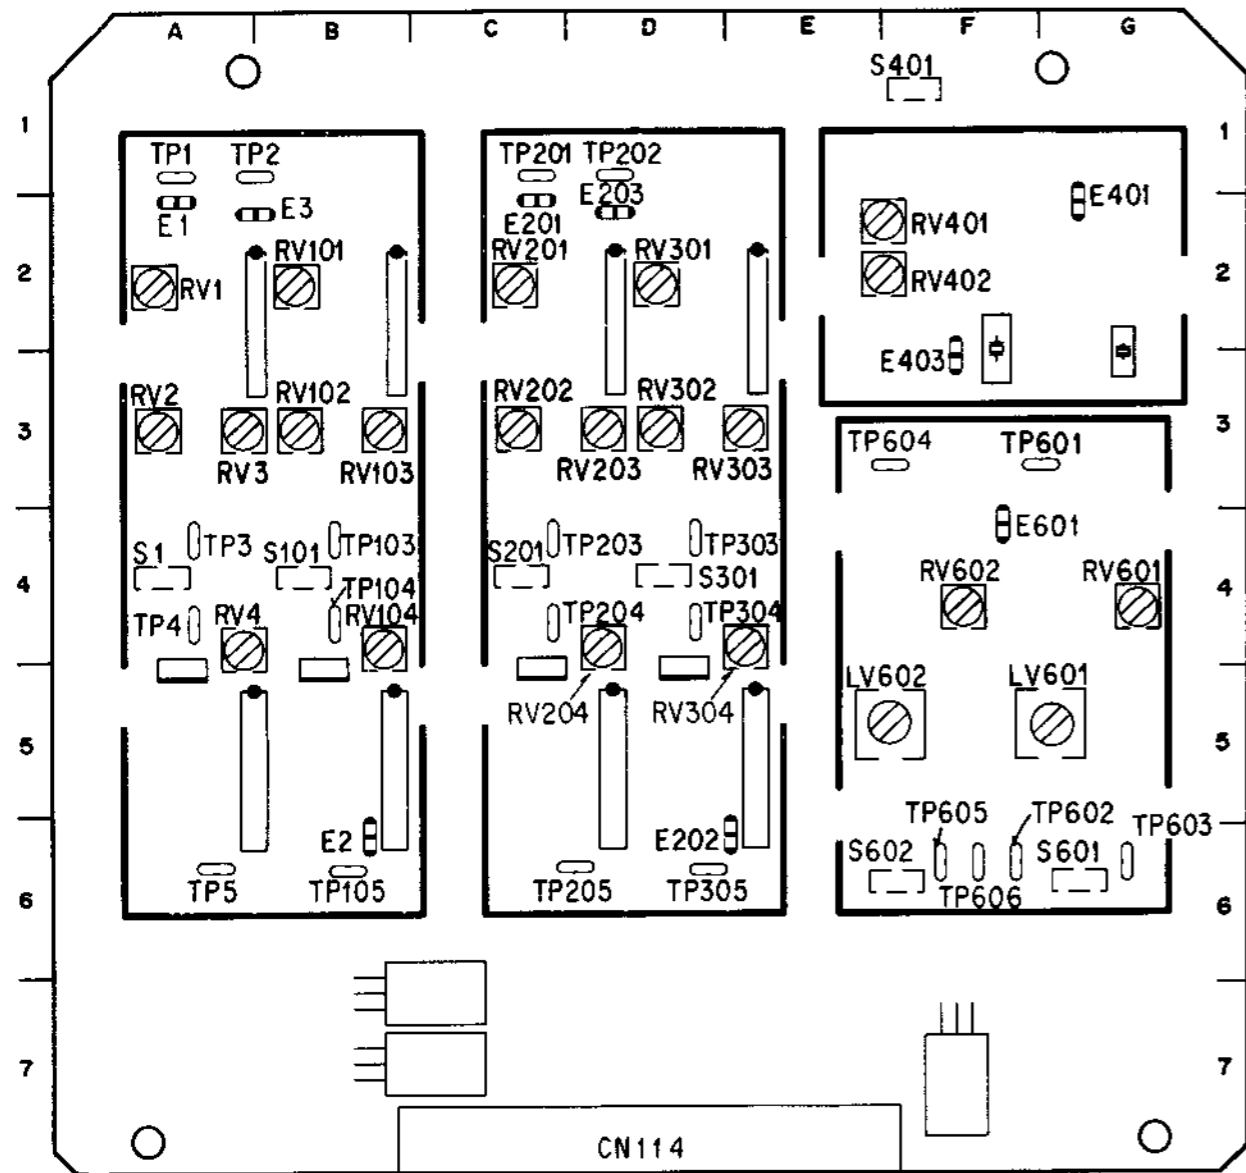 A B C D E F G
S401
1 1
TP1 TP2 TP201 TP202
E1 E3 E201 E203 E401
RV401
RV101 RV201 RV301
2 RV1 RV402 2
E403
RV2 RV102 RV202 RV302
3 3
TP604 TP601
RV3 RV103 RV203 RV303
E601
S1 TP3 S101 TP103 S201 TP203 TP303
RV602 RV601
4 TP104 S301 4
TP4 RV4 RV104 TP204 TP304
LV602 LV601
RV204 RV304
5 5
TP605 TP602 TP603
E2 E202 S602 S601
TP5 TP105 TP205 TP305 TP606
6 6
7 7
CN114